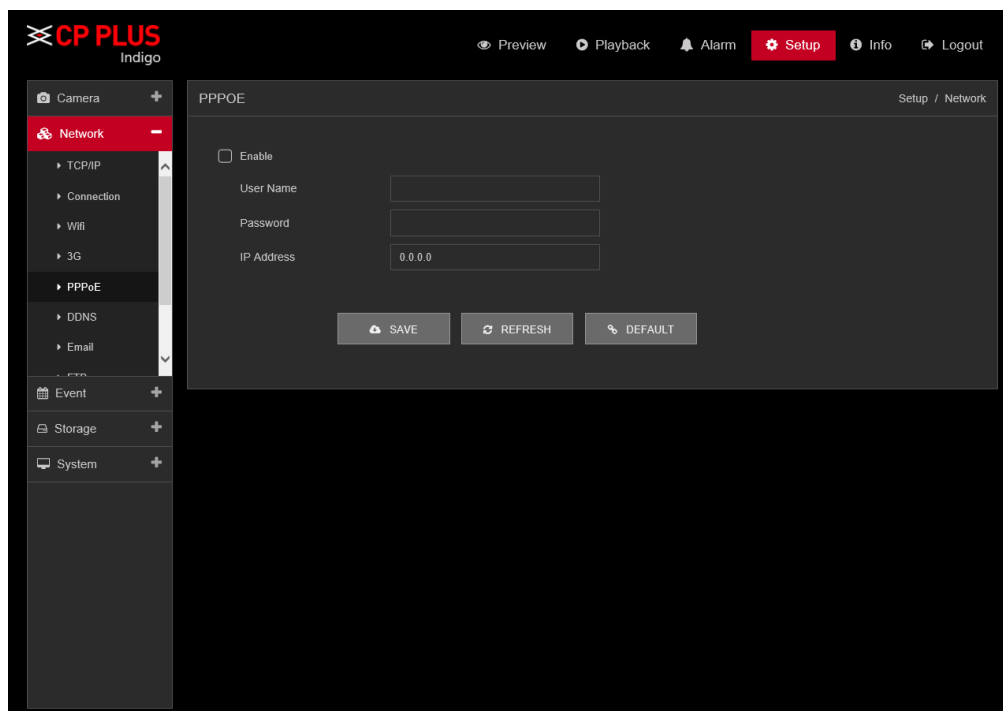 CP PLUS
Indigo
Preview Playback Alarm Setup Info Logout
Camera
PPPOE Setup / Network
Network
TCP/IP
Connection
Wifi
3G
PPPoE
DDNS
Email
FTP
Event
Storage
System
Enable
User Name
Password
IP Address 0.0.0.0
SAVE REFRESH DEFAULT